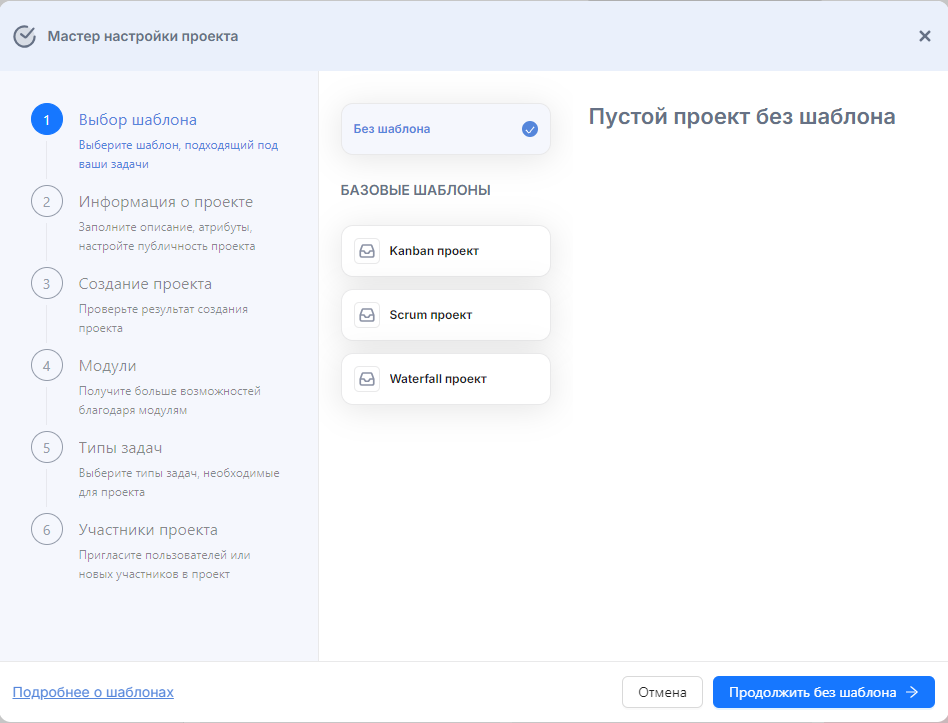 Мастер настройки проекта
1
Выбор шаблона
Выберите шаблон, подходящий под
ваши задачи
2
Информация о проекте
Заполните описание, атрибуты,
настройте публичность проекта
3
Создание проекта
Проверьте результат создания
проекта
4
Модули
Получите больше возможностей
благодаря модулям
5
Типы задач
Выберите типы задач, необходимые
для проекта
6
Участники проекта
Пригласите пользователей или
новых участников в проект
Без шаблона
БАЗОВЫЕ ШАБЛОНЫ
Kanban проект
Scrum проект
Waterfall проект
Пустой проект без шаблона
Подробнее о шаблонах
Отмена
Продолжить без шаблона